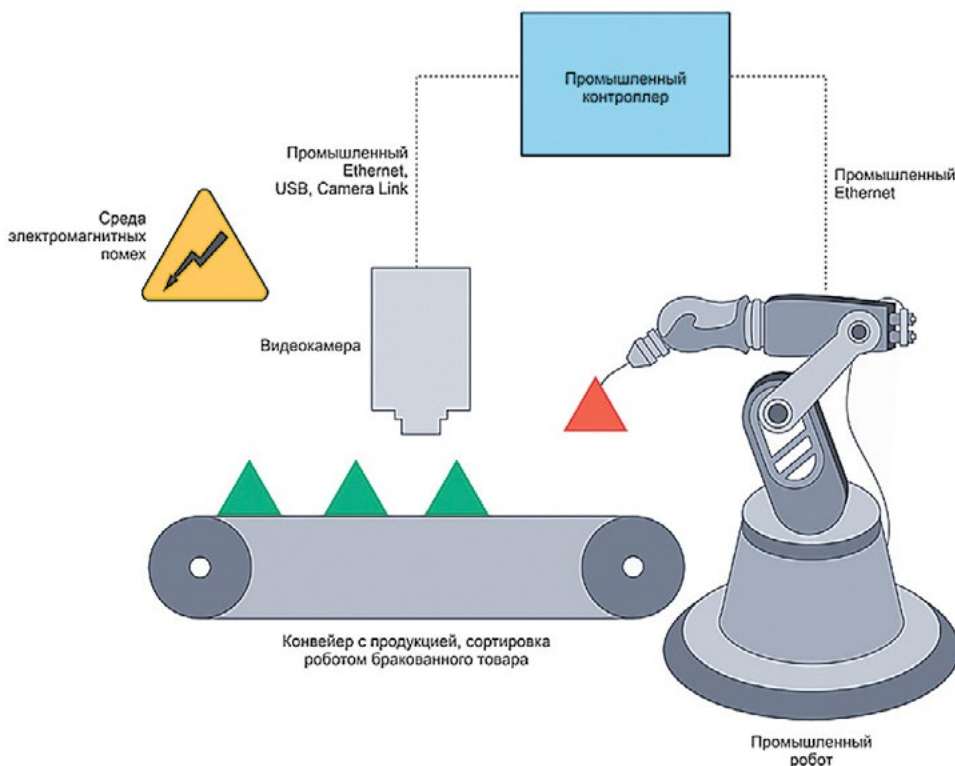 Промышленный
контроллер
Промышленный
Ethernet,
USB, Camera Link
Промышленный
Ethernet
Среда
электромагнитных
помех
Видеокамера
Конвейер с продукцией, сортировка
роботом бракованного товара
Промышленный
робот